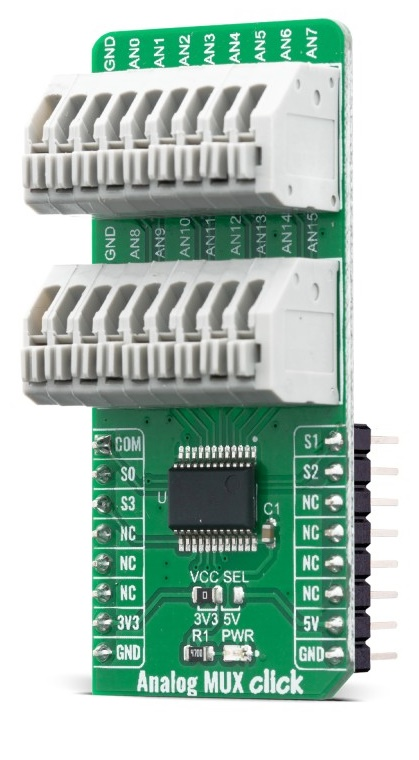 GND AN0 AN1 AN2 AN3 AN4 AN5 AN6 AN7
GND AN8 AN9 AN10 AN11 AN12 AN13 AN14 AN15
COM S1
S0 S2
S3 U NC
C1
NC NC
NC NC
VCC SEL
NC 0 NC
3V3 3V3 5V 5V
R1 PWR
GND 4700 GND
Analog MUX click